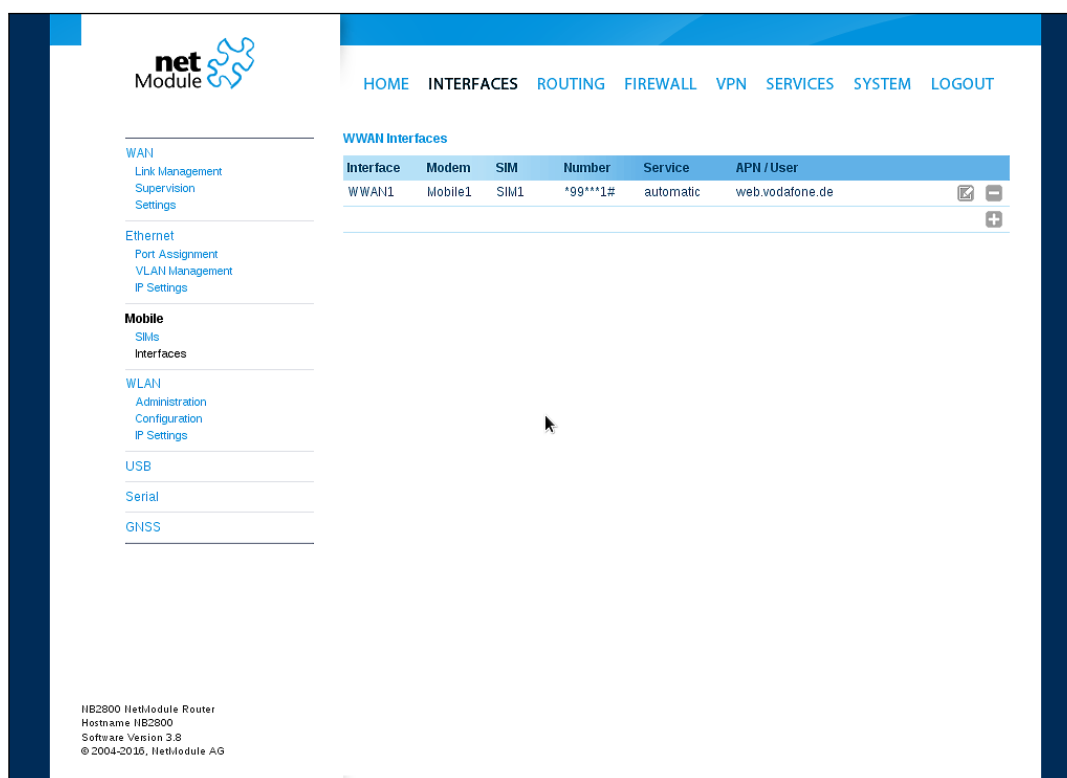 net
Module
HOME INTERFACES ROUTING FIREWALL VPN SERVICES SYSTEM LOGOUT
WAN
Link Management
Supervision
Settings
Ethernet
Port Assignment
VLAN Management
IP Settings
Mobile
SIMs
Interfaces
WLAN
Administration
Configuration
IP Settings
USB
Serial
GNSS
WWAN Interfaces
Interface Modem SIM Number Service APN / User
WWAN1 Mobile1 SIM1 *99***1# automatic web.vodafone.de
NB2800 NetModule Router
Hostname NB2800
Software Version 3.8
© 2004-2016, NetModule AG